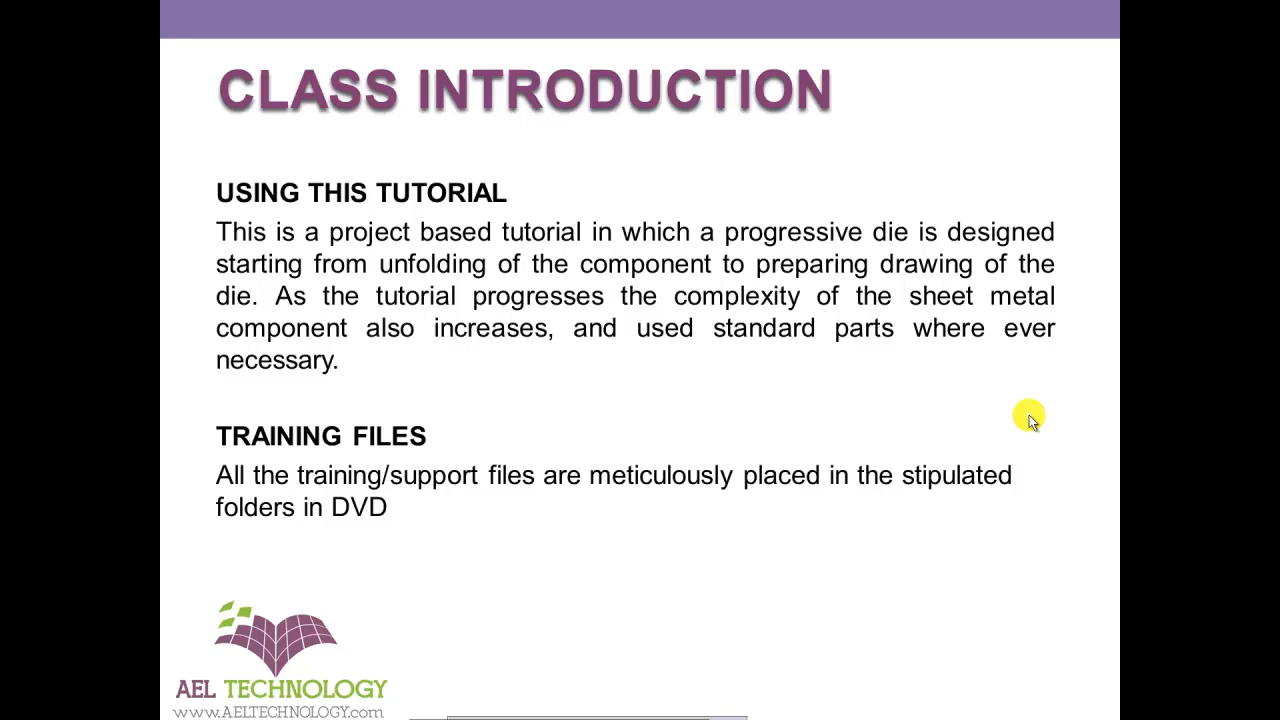 CLASS INTRODUCTION
USING THIS TUTORIAL
This is a project based tutorial in which a progressive die is designed
starting from unfolding of the component to preparing drawing of the
die. As the tutorial progresses the complexity of the sheet metal
component also increases, and used standard parts where ever
necessary.
TRAINING FILES
All the training/support files are meticulously placed in the stipulated
folders in DVD
AEL TECHNOLOGY
www.AELTECHNOLOGY.com